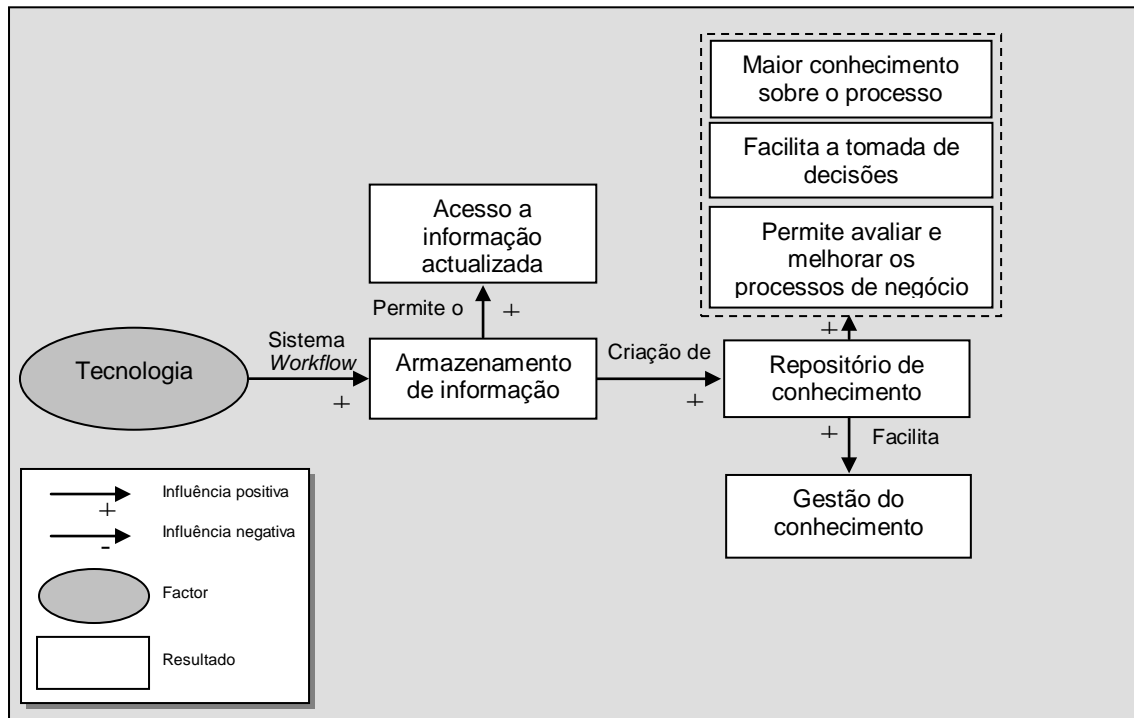 Maior conhecimento
sobre o processo
Facilita a tomada de
decisões
Permite avaliar e
melhorar os
processos de negócio
Acesso a
informação
actualizada
Permite o
+
+
Tecnologia
Sistema
Workflow
+
Armazenamento
de informação
Criação de
+
Repositório de
conhecimento
+
Facilita
Gestão do
conhecimento
+
Influência positiva
-
Influência negativa
Factor
Resultado